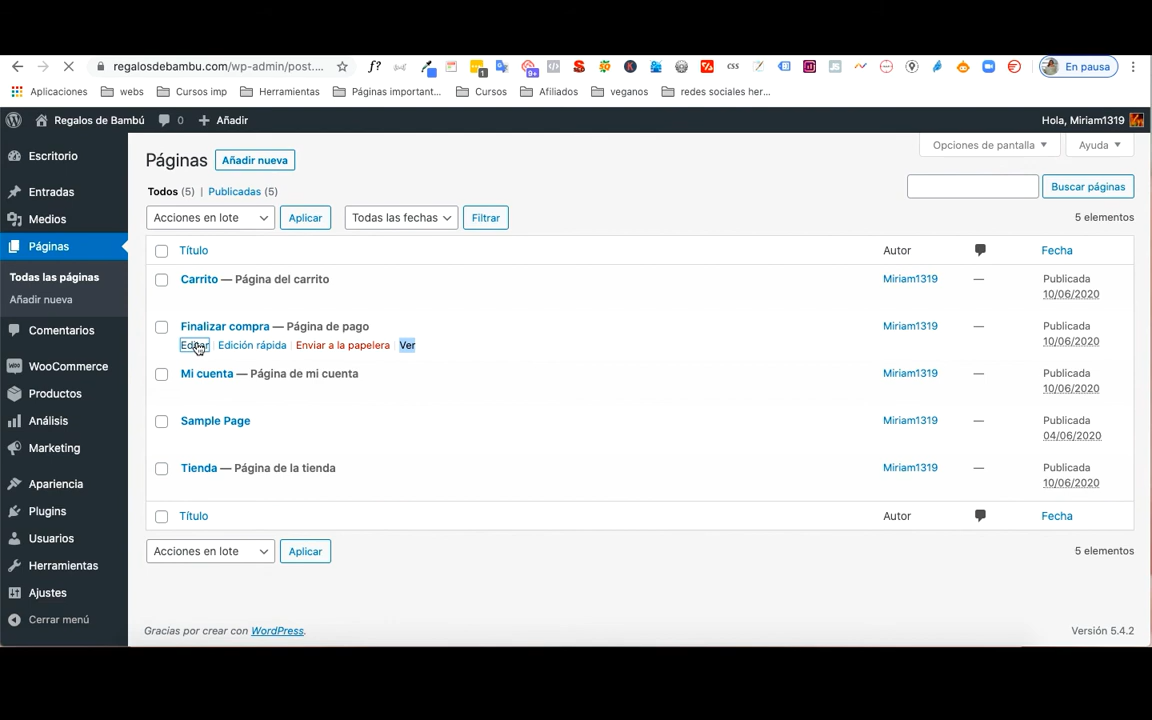 regalosdebambu.com/wp-admin/post....
f?
1
9+
css
En pausa
Aplicaciones webs Cursos imp Herramientas Páginas important... Cursos Afiliados veganos redes sociales her...
Regalos de Bambú 0 Añadir
Hola, Miriam1319
Escritorio
Entradas
Medios
Páginas
Todas las páginas
Añadir nueva
Comentarios
WooCommerce
Productos
Análisis
Marketing
Apariencia
Plugins
Usuarios
Herramientas
Ajustes
Cerrar menú
Opciones de pantalla Ayuda
Páginas Añadir nueva
Todos (5) | Publicadas (5)
Buscar páginas
Acciones en lote Aplicar Todas las fechas Filtrar
5 elementos
Título Autor Fecha
Carrito — Página del carrito Miriam1319 — Publicada
10/06/2020
Finalizar compra — Página de pago Miriam1319 — Publicada
10/06/2020
Editar | Edición rápida | Enviar a la papelera | Ver
Mi cuenta — Página de mi cuenta Miriam1319 — Publicada
10/06/2020
Sample Page Miriam1319 — Publicada
04/06/2020
Tienda — Página de la tienda Miriam1319 — Publicada
10/06/2020
Título Autor Fecha
Acciones en lote Aplicar
5 elementos
Gracias por crear con WordPress.
Versión 5.4.2